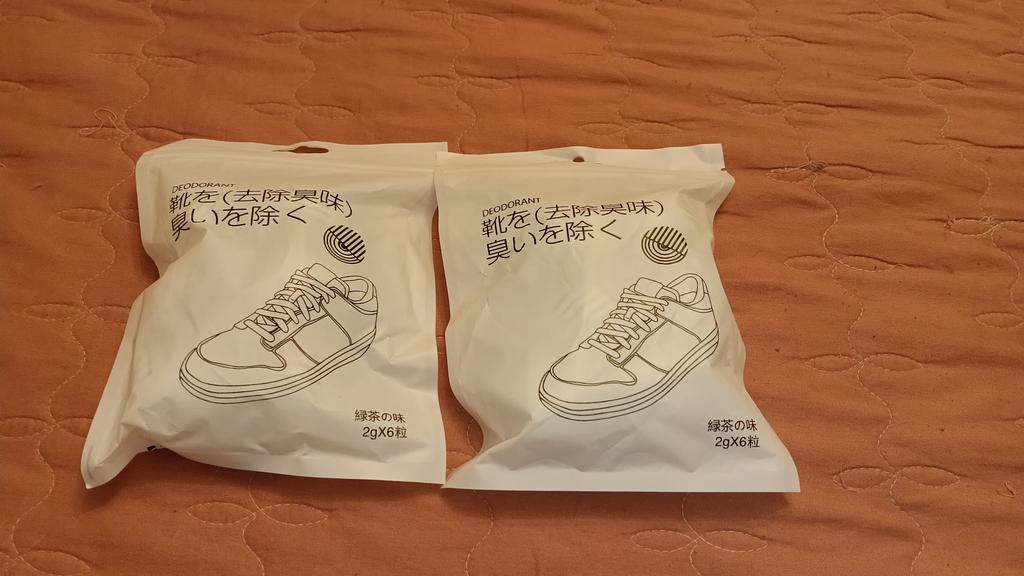 DEODORANT
靴を(去除臭味)
臭いを除く
緑茶の味
2gX6粒
DEODORANT
靴を(去除臭味)
臭いを除く
緑茶の味
2gX6粒